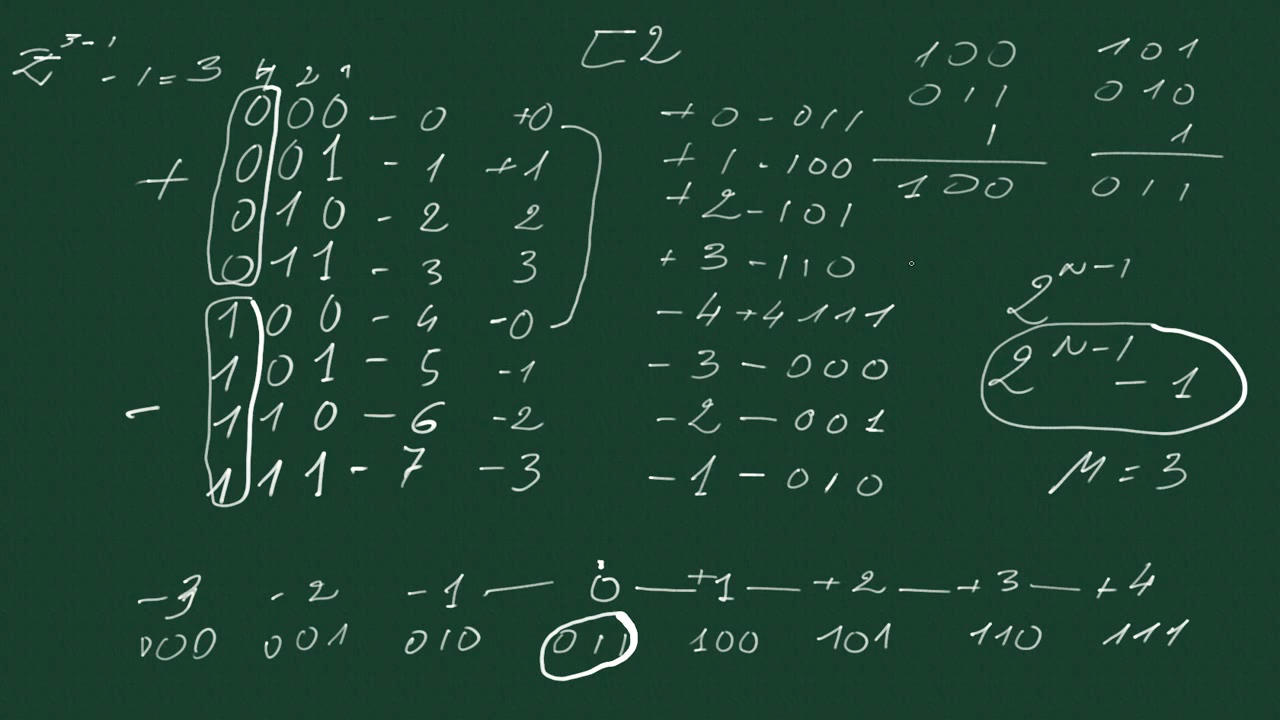 2^3-1 - 1 = 3
4 2 1
000 - 0 +0
001 - 1 +1
010 - 2 2
011 - 3 3
100 - 4 -0
101 - 5 -1
110 - 6 -2
111 - 7 -3
+
-
2
+0 - 011
+1 - 100
+2 - 101
+3 - 110
-4 +4 111
-3 - 000
-2 - 001
-1 - 010
100
011
1
100
101
010
1
011
2^N-1
2^N-1 - 1
M = 3
-3 -2 -1 — 0 — +1 — +2 — +3 — +4
000 001 010 011 100 101 110 111